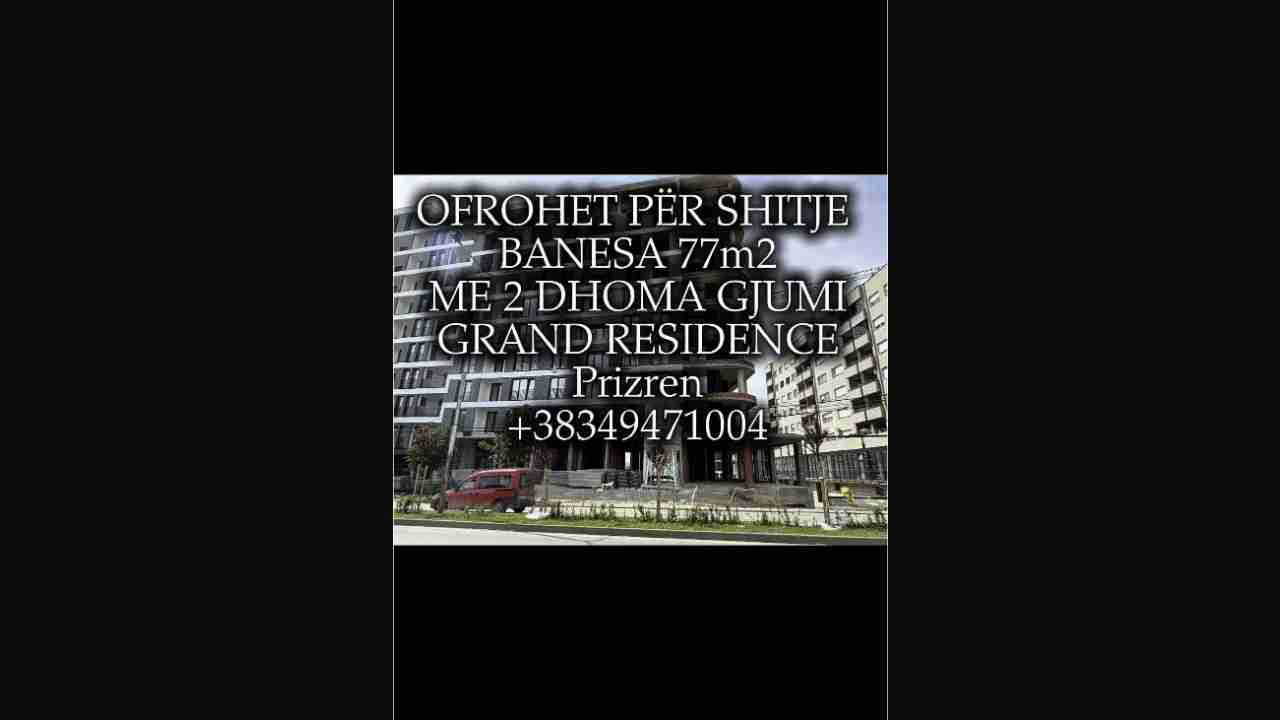 OFROHET PËR SHITJE
BANESA 77m2
ME 2 DHOMA GJUMI
GRAND RESIDENCE
Prizren
+38349471004